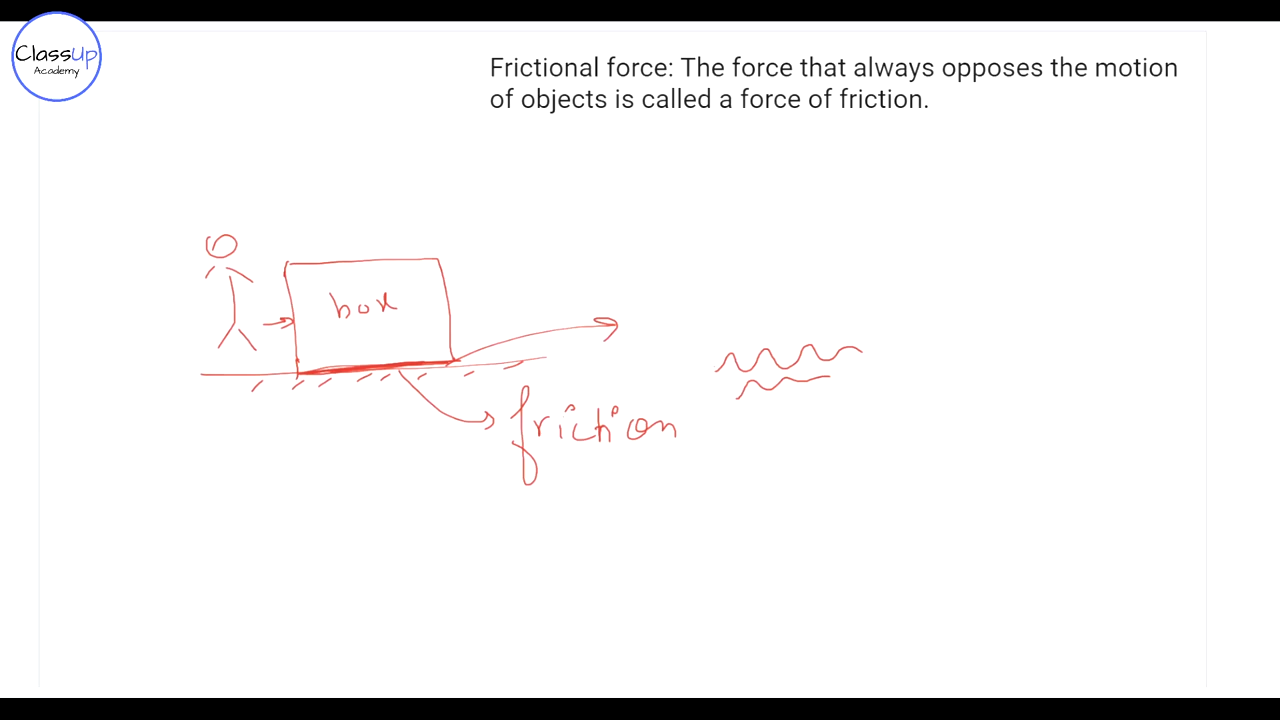 ClassUp
Academy
Frictional force: The force that always opposes the motion
of objects is called a force of friction.
box
friction